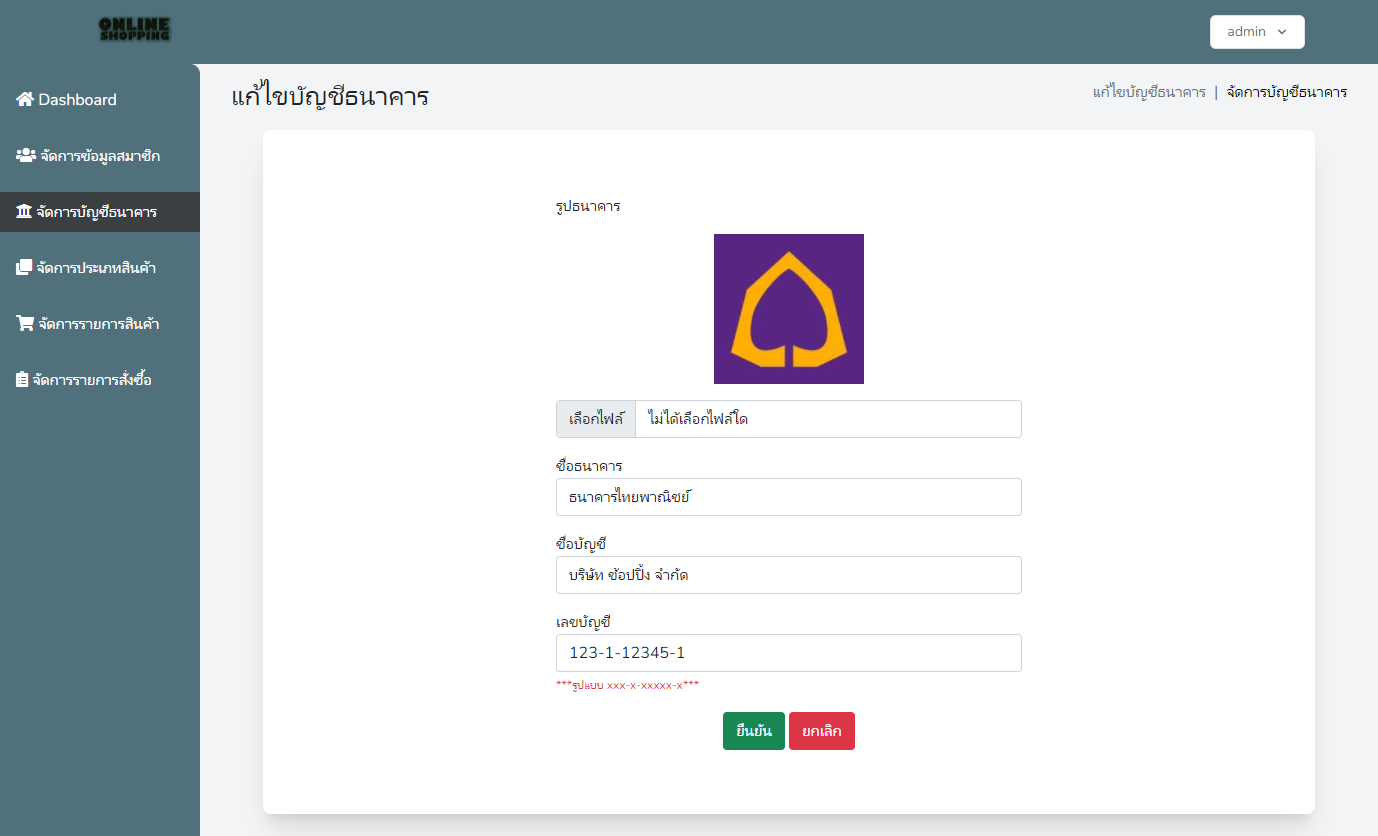 ONLINE
SHOPPING
admin
Dashboard
จัดการข้อมูลสมาชิก
จัดการบัญชีธนาคาร
จัดการประเภทสินค้า
จัดการรายการสินค้า
จัดการรายการสั่งซื้อ
แก้ไขบัญชีธนาคาร
แก้ไขบัญชีธนาคาร | จัดการบัญชีธนาคาร
รูปธนาคาร
เลือกไฟล์ ไม่ได้เลือกไฟล์ใด
ชื่อธนาคาร
ธนาคารไทยพาณิชย์
ชื่อบัญชี
บริษัท ช้อปปิ้ง จำกัด
เลขบัญชี
123-1-12345-1
***รูปแบบ xxx-x-xxxxx-x***
ยืนยัน ยกเลิก